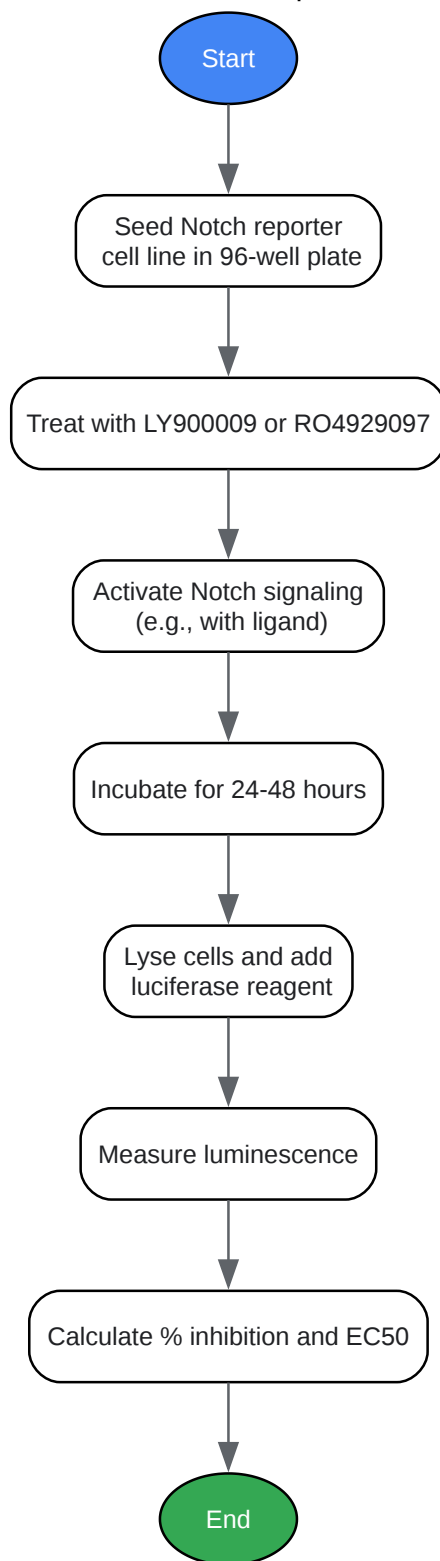 Start
Seed Notch reporter
cell line in 96-well plate
Treat with LY900009 or RO4929097
Activate Notch signaling
(e.g., with ligand)
Incubate for 24-48 hours
Lyse cells and add
luciferase reagent
Measure luminescence
Calculate % inhibition and EC50
End